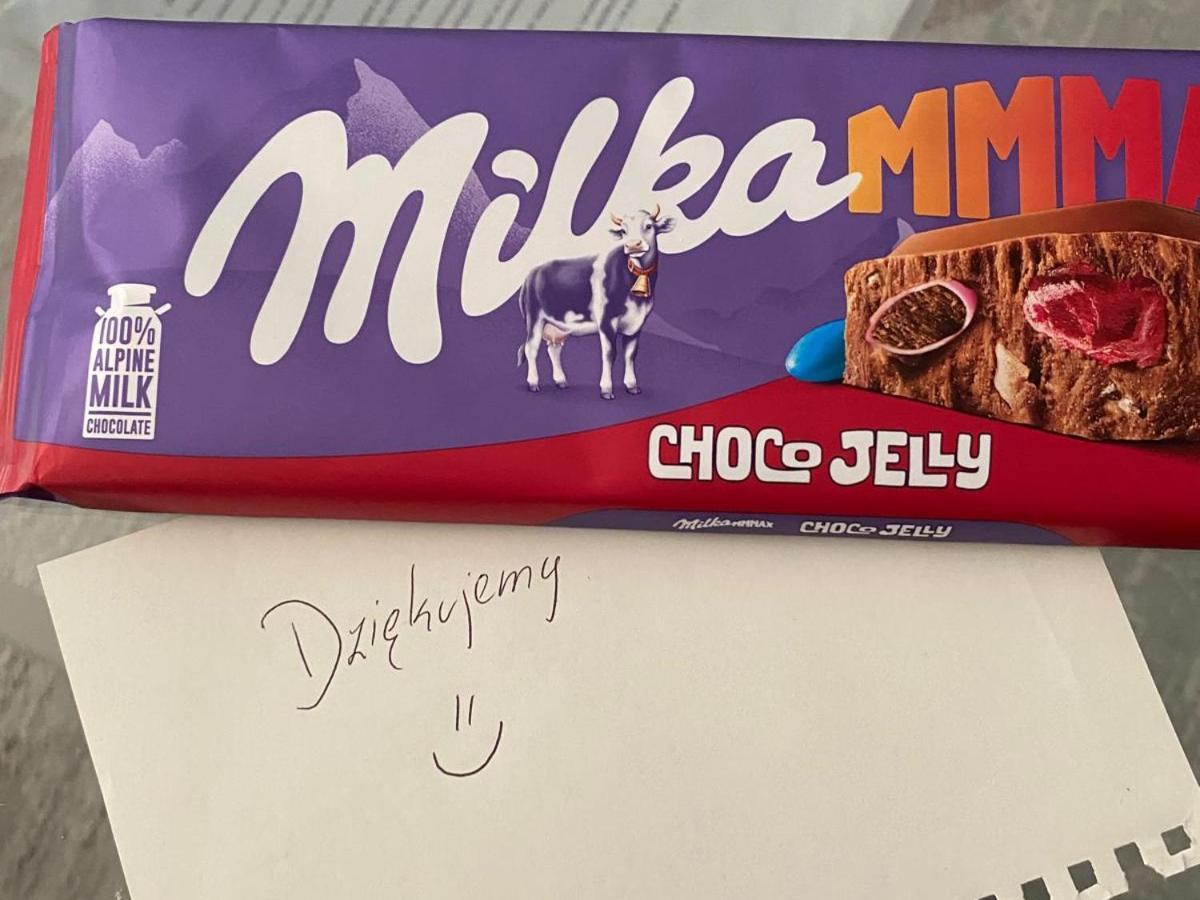 Milka MMMA
100%
ALPINE
MILK
CHOCOLATE
CHOCO JELLY
Milka MMMAX CHOCO JELLY
Dziękujemy